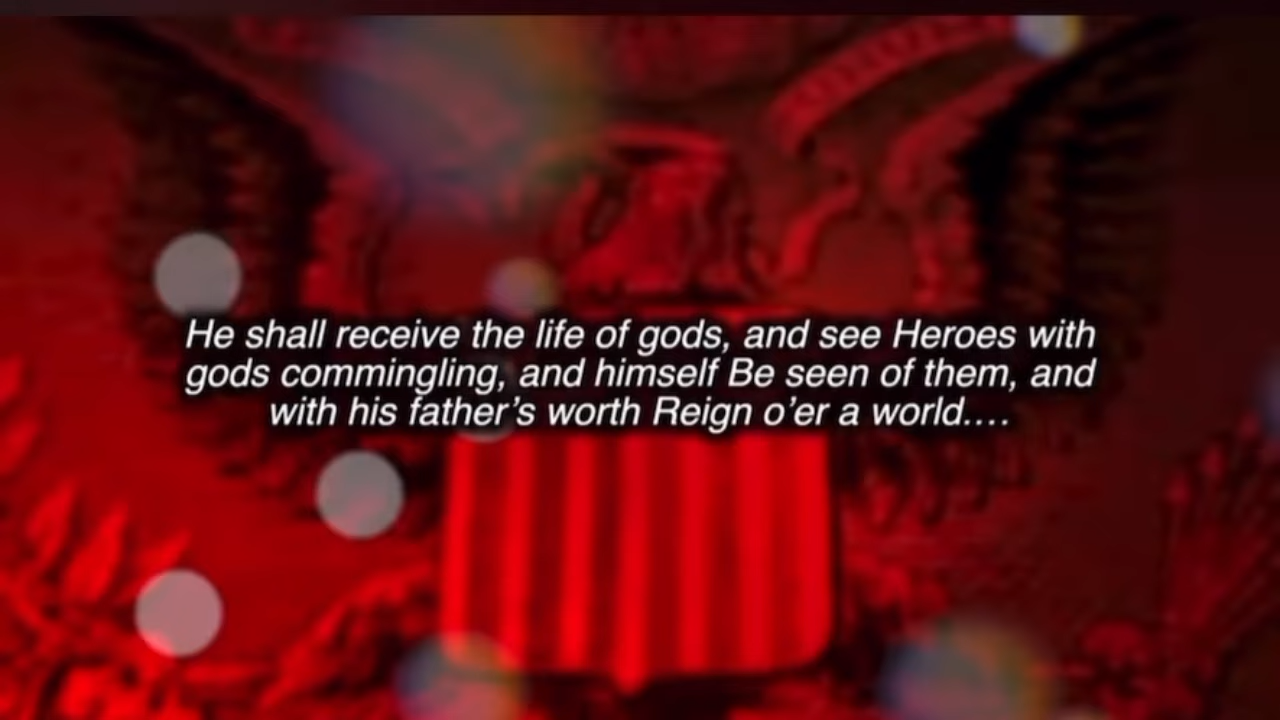 He shall receive the life of gods, and see Heroes with
gods commingling, and himself Be seen of them, and
with his father’s worth Reign o’er a world….